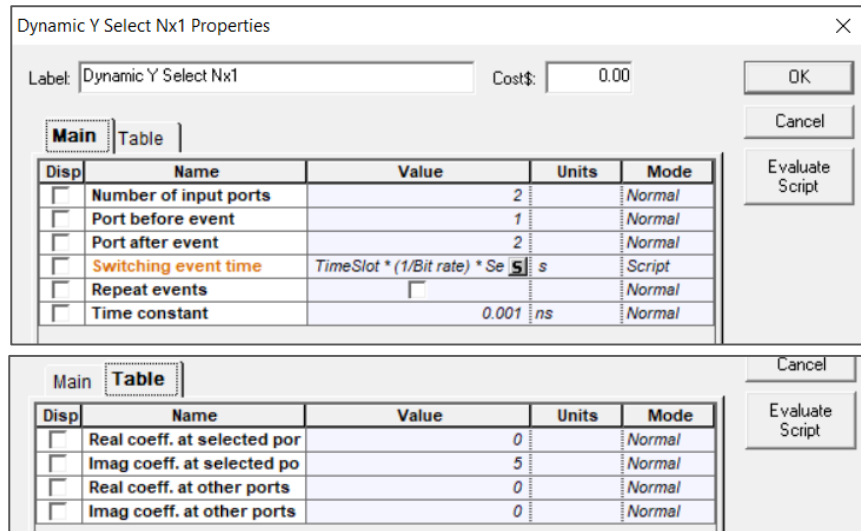 Dynamic Y Select Nx1 Properties
Label: Dynamic Y Select Nx1 Cost$: 0.00 OK
Cancel
Evaluate Script
Main Table
Disp Name Value Units Mode
Number of input ports 2 Normal
Port before event 1 Normal
Port after event 2 Normal
Switching event time TimeSlot * (1/Bit rate) * Se S s Script
Repeat events Normal
Time constant 0.001 ns Normal
Cancel
Evaluate Script
Main Table
Disp Name Value Units Mode
Real coeff. at selected por 0 Normal
Imag coeff. at selected po 5 Normal
Real coeff. at other ports 0 Normal
Imag coeff. at other ports 0 Normal